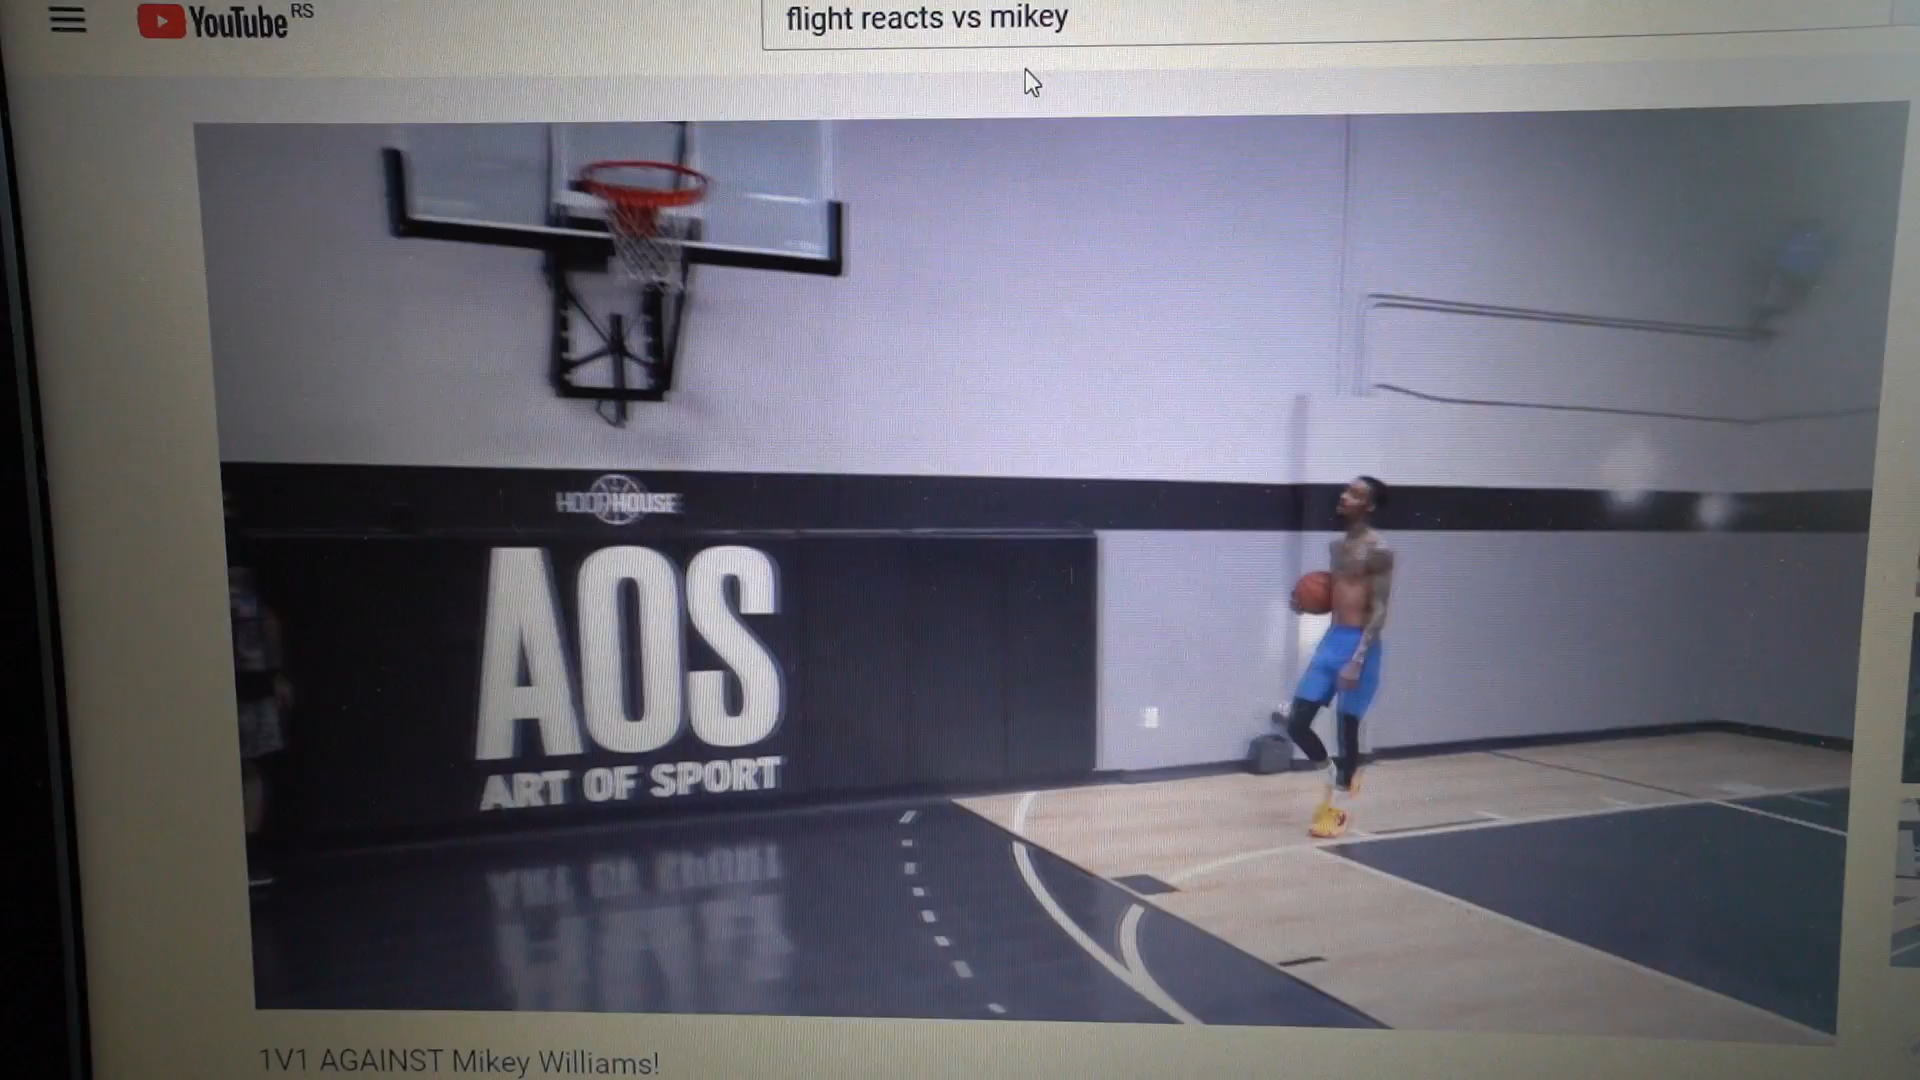 YouTube RS
flight reacts vs mikey
HOOPHOUSE
AOS
ART OF SPORT
1V1 AGAINST Mikey Williams!